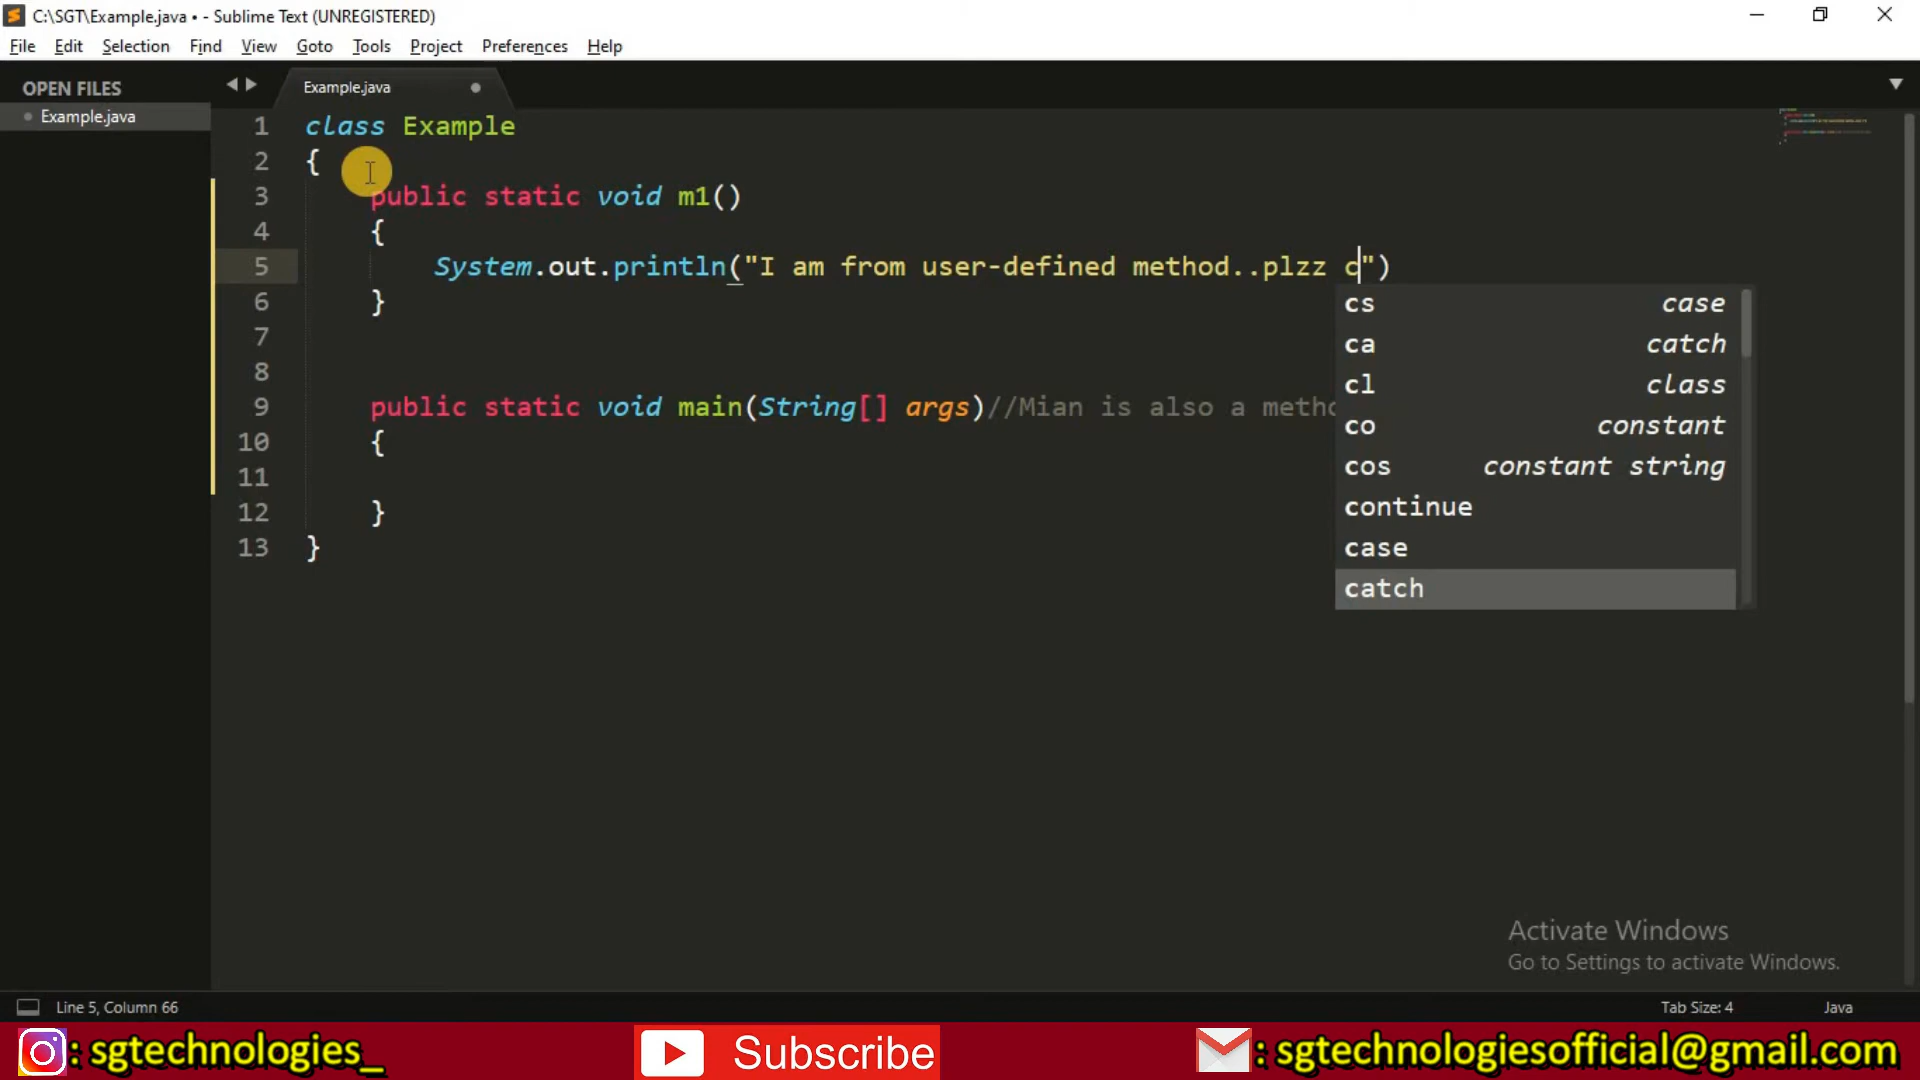 C:\SGT\Example.java • - Sublime Text (UNREGISTERED)
File Edit Selection Find View Goto Tools Project Preferences Help
OPEN FILES
Example.java
Example.java
1 class Example
2 {
3 public static void m1()
4 {
5 System.out.println("I am from user-defined method..plzz c")
6 }
7
8
9 public static void main(String[] args)//Mian is also a metho
10 {
11
12 }
13 }
cs case
ca catch
cl class
co constant
cos constant string
continue
case
catch
Activate Windows
Go to Settings to activate Windows.
Line 5, Column 66
Tab Size: 4
Java
: sgtechnologies_
Subscribe
: sgtechnologiesofficial@gmail.com